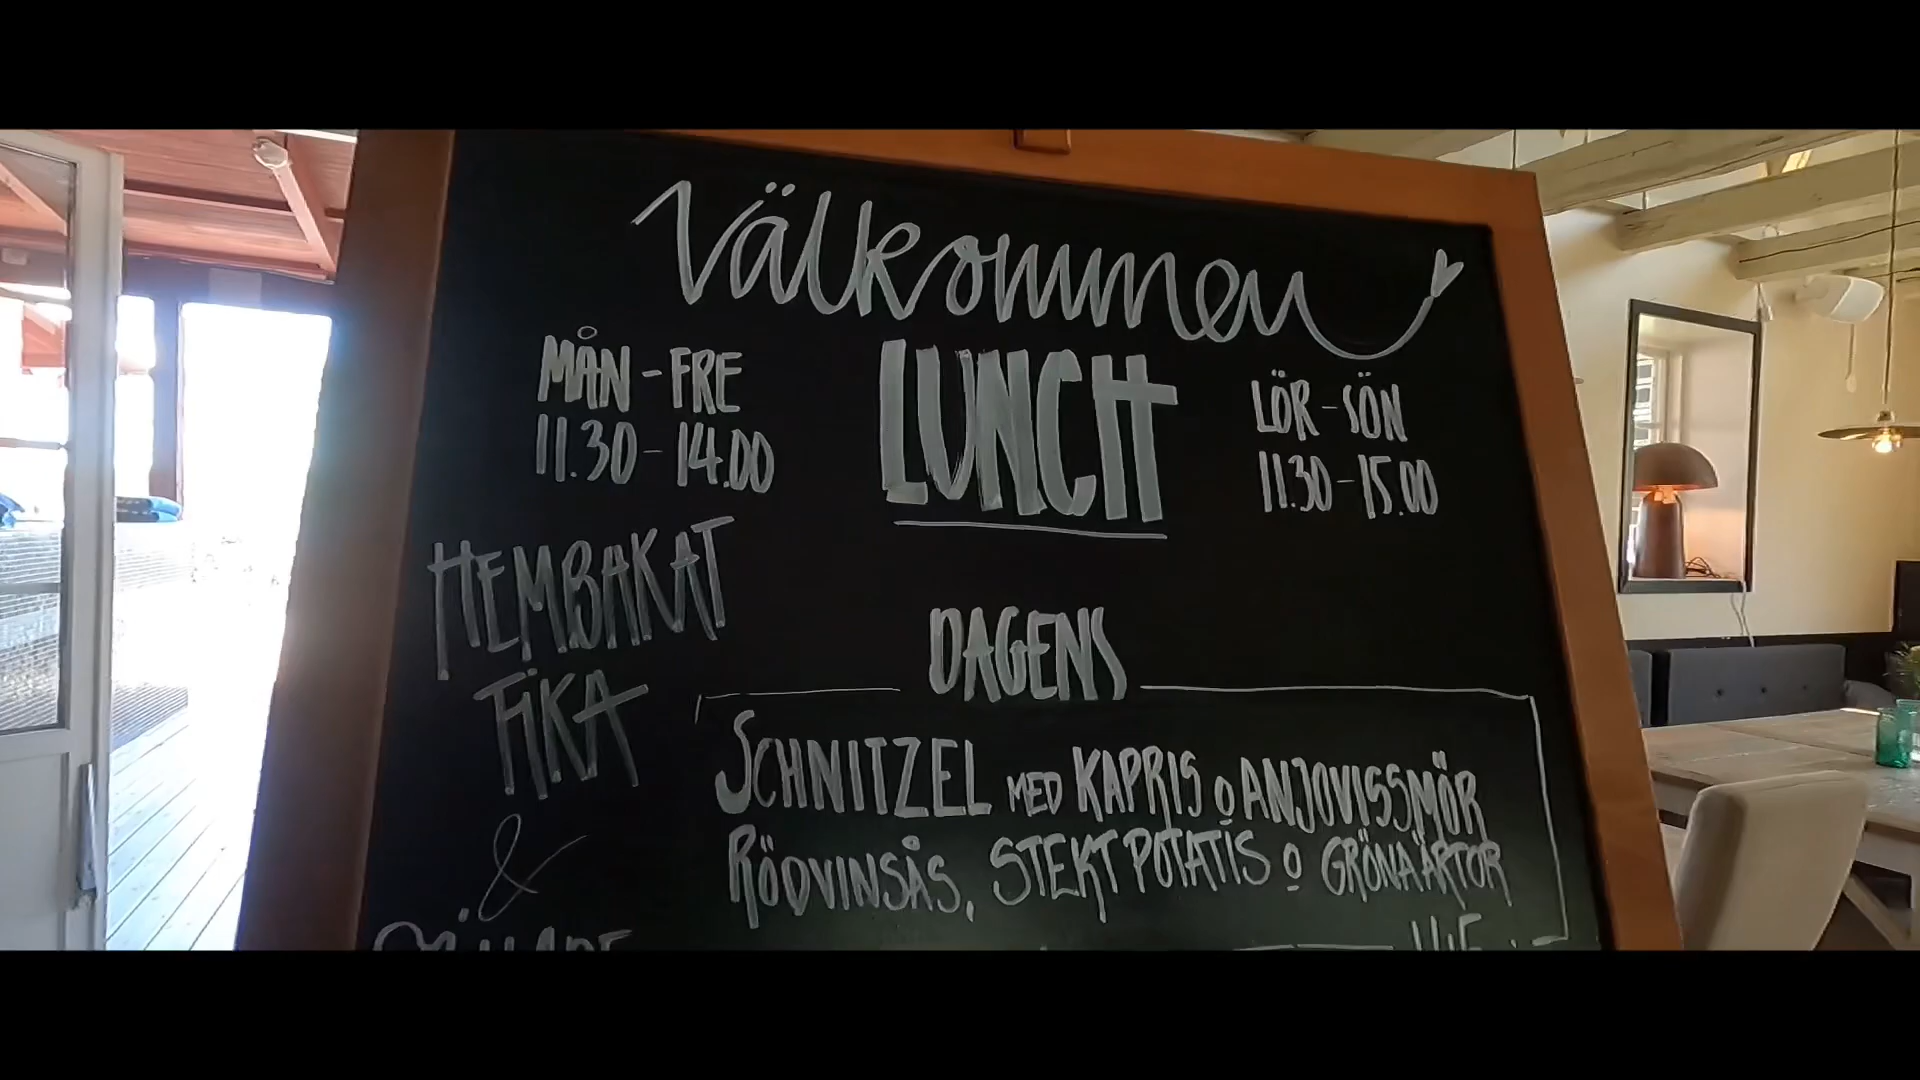 Välkommen
MÅN-FRE
11.30-14.00
LUNCH
LÖR-SÖN
11.30-15.00
HEMBAKAT
FIKA
&
DAGENS
SCHNITZEL MED KAPRIS O ANJOVISSMÖR
RÖDVINSÅS, STEKT POTATIS O GRÖNA ÄRTOR